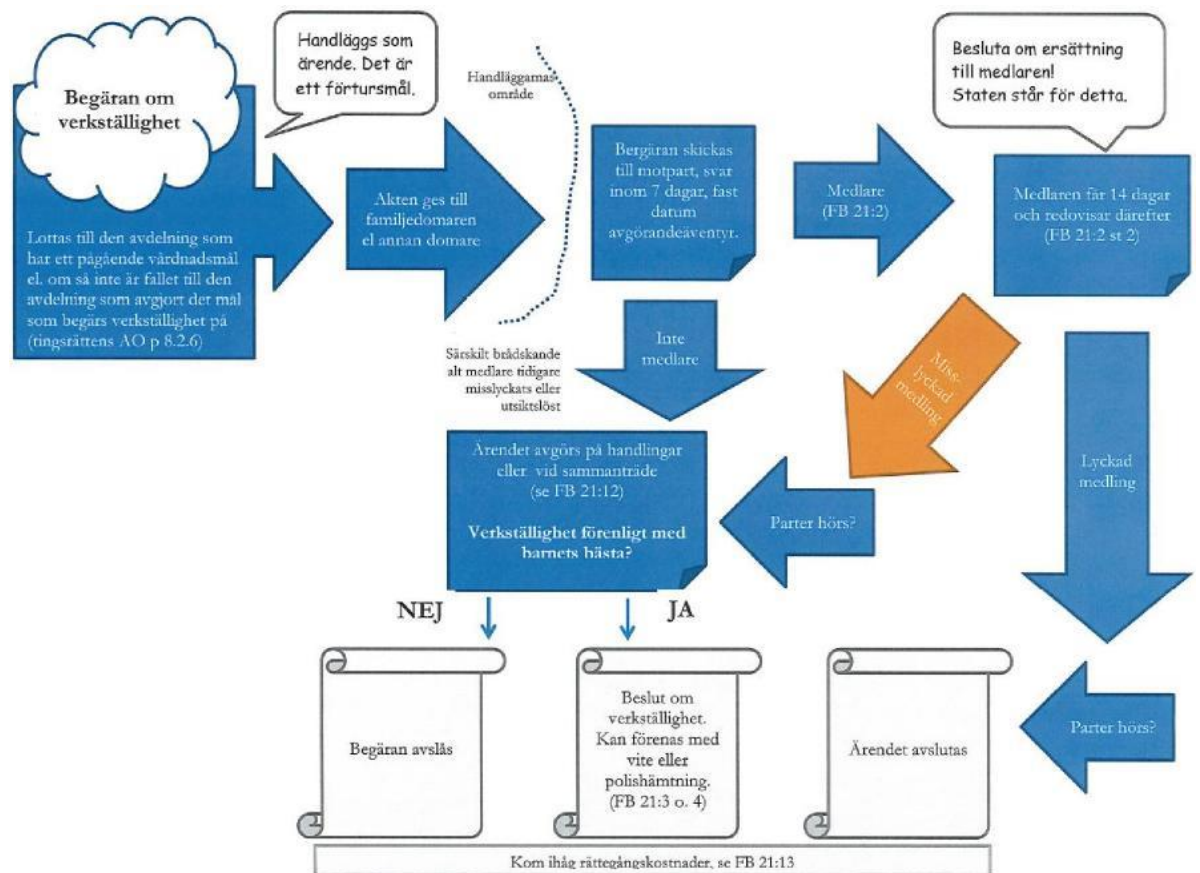 Begäran om
verkställighet
Handläggs som
ärende. Det är
ett förtursmål.
Lottas till den avdelning som
har ett pågående vårdnadsmål
el. om så inte är fallet till den
avdelning som avgjort det mål
som begärs verkställighet på
(tingsrättens AO p 8.2.6)
Akten ges till
familjedomaren
el annan domare
Handläggarnas
område
Bergäran skickas
till motpart, svar
inom 7 dagar, fast
datum
avgörandeäventyr.
Medlare
(FB 21:2)
Besluta om ersättning
till medlaren!
Staten står för detta.
Medlaren får 14 dagar
och redovisar därefter
(FB 21:2 st 2)
Inte
medlare
Särskilt brådskande
alt medlare tidigare
misslyckats eller
utsiktslöst
Miss-
lyckad
medling
Lyckad
medling
Ärendet avgörs på handlingar
eller vid sammanträde
(se FB 21:12)
Verkställighet förenligt med
barnets bästa?
Parter hörs?
NEJ
JA
Begäran avslås
Beslut om
verkställighet.
Kan förenas med
vite eller
polishämtning.
(FB 21:3 o. 4)
Ärendet avslutas
Parter hörs?
Kom ihåg rättegångskostnader, se FB 21:13